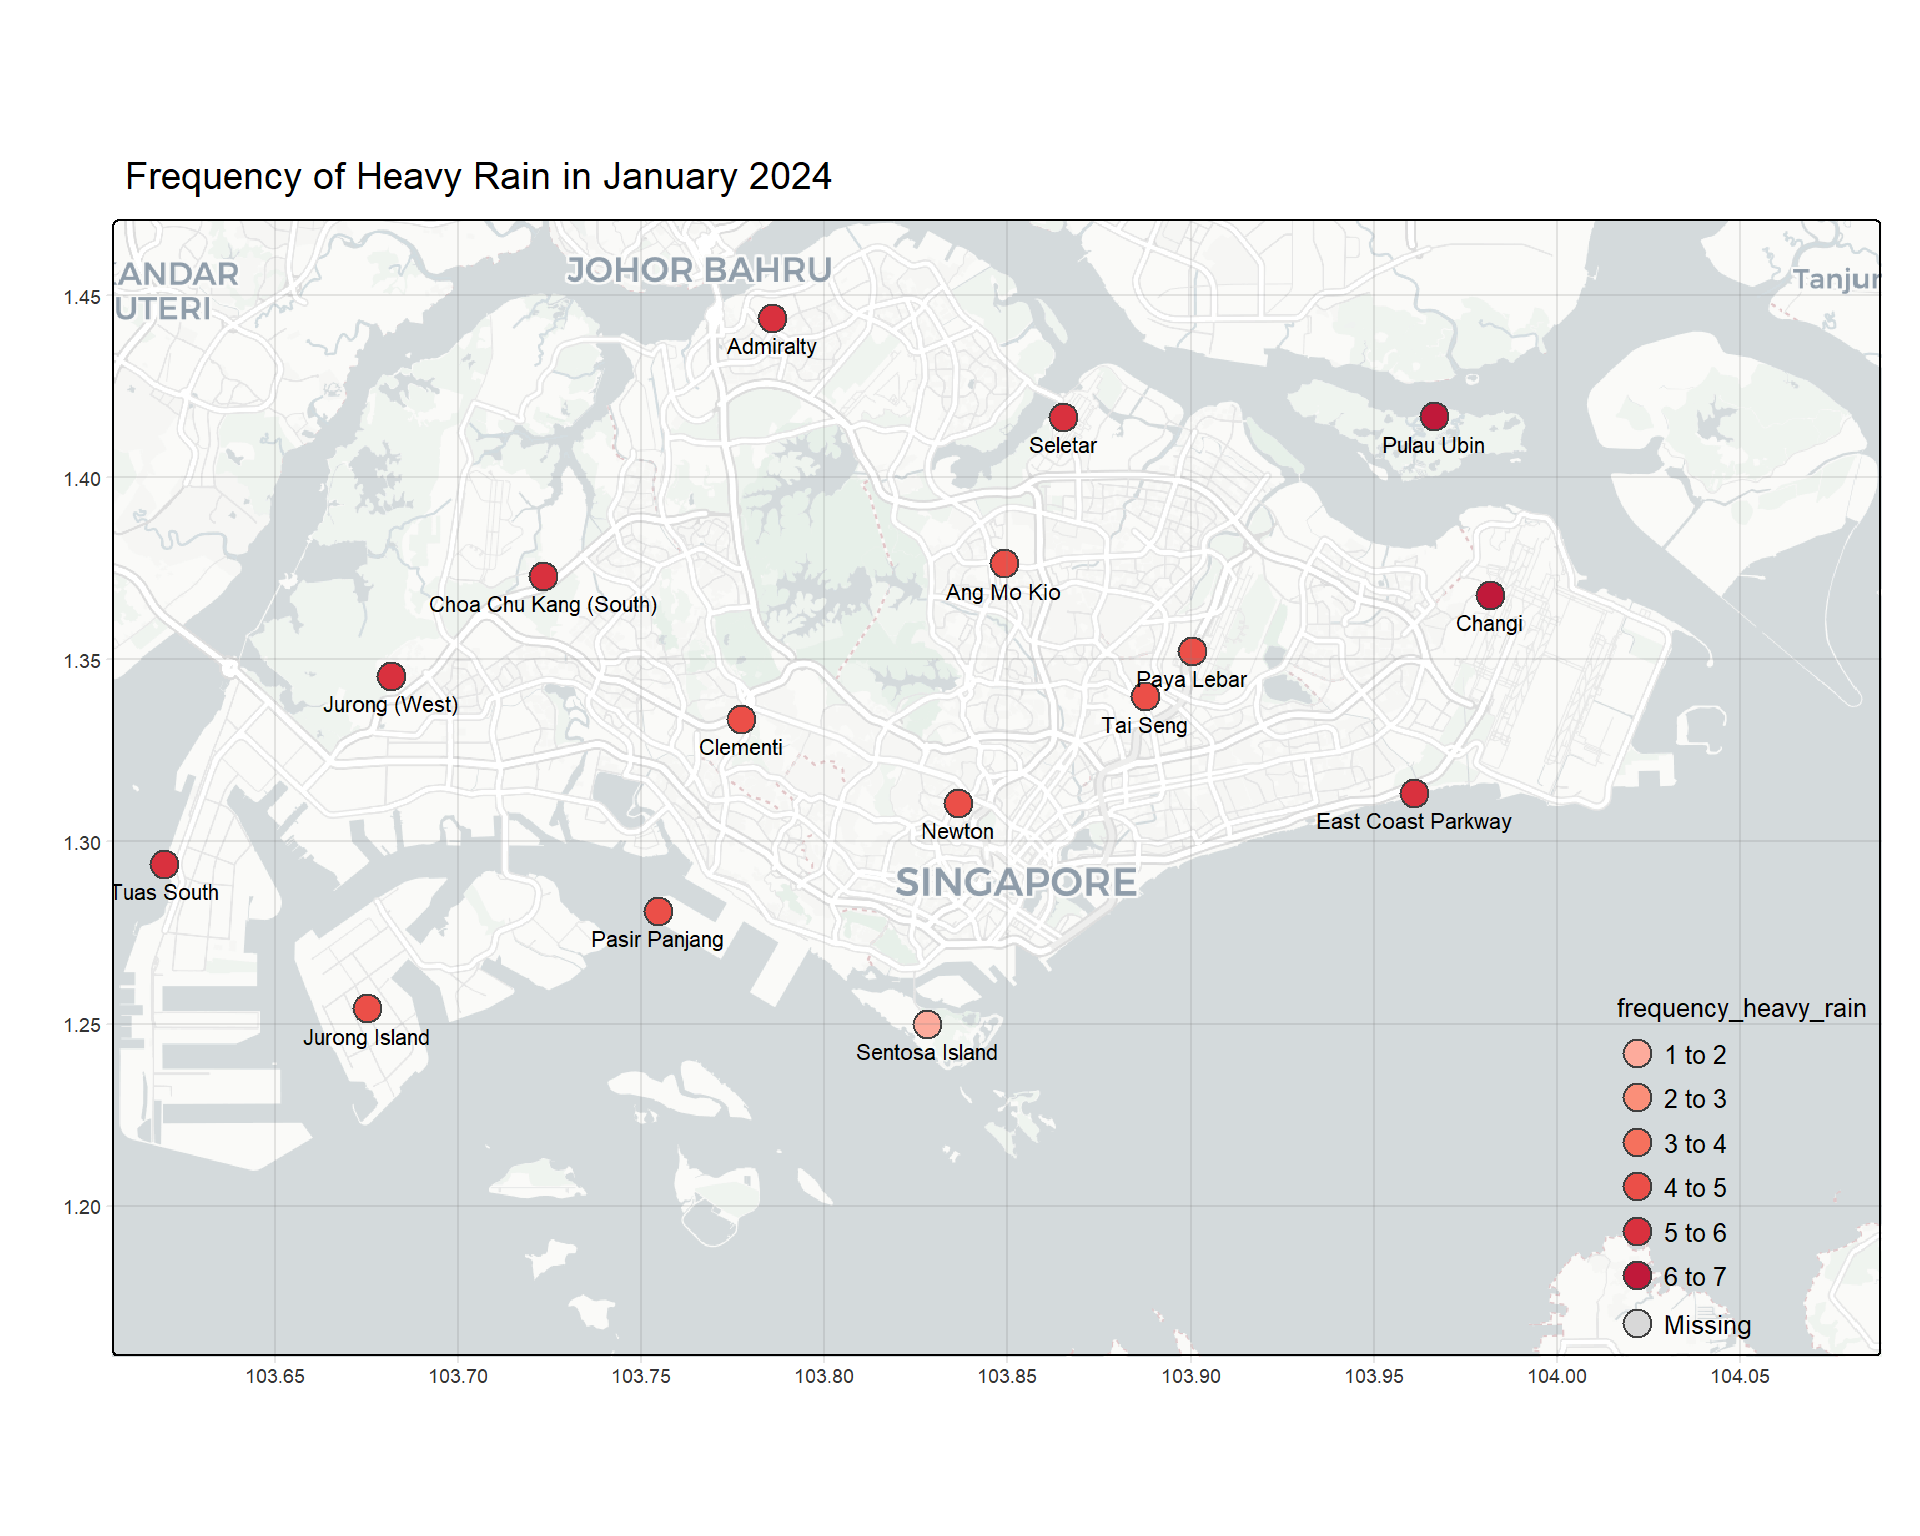 Frequency of Heavy Rain in January 2024
KANDAR
UTERI
JOHOR BAHRU
Tanjur
1.45
Admiralty
Seletar
Pulau Ubin
1.40
Choa Chu Kang (South)
Ang Mo Kio
Changi
1.35
Jurong (West)
Paya Lebar
Tai Seng
Clementi
Newton
East Coast Parkway
1.30
Tuas South
SINGAPORE
Pasir Panjang
Jurong Island
1.25
Sentosa Island
frequency_heavy_rain
1 to 2
2 to 3
3 to 4
4 to 5
5 to 6
6 to 7
Missing
1.20
103.65 103.70 103.75 103.80 103.85 103.90 103.95 104.00 104.05